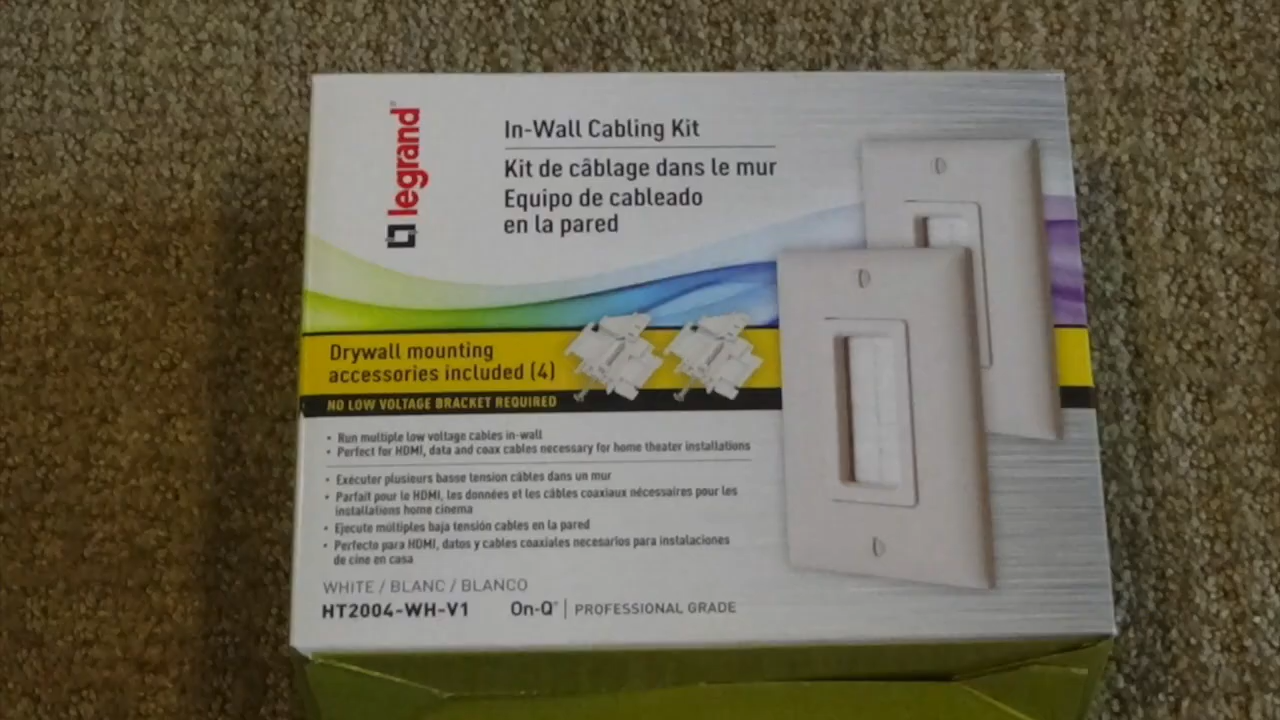 legrand®
In-Wall Cabling Kit
Kit de câblage dans le mur
Equipo de cableado
en la pared
Drywall mounting
accessories included (4)
NO LOW VOLTAGE BRACKET REQUIRED
• Run multiple low voltage cables in-wall
• Perfect for HDMI, data and coax cables necessary for home theater installations
• Exécuter plusieurs basse tension câbles dans un mur
• Parfait pour le HDMI, les données et les câbles coaxiaux nécessaires pour les
installations home cinema
• Ejecute múltiples baja tensión cables en la pared
• Perfecto para HDMI, datos y cables coaxiales necesarios para instalaciones
de cine en casa
WHITE / BLANC / BLANCO
HT2004-WH-V1 On-Q® | PROFESSIONAL GRADE